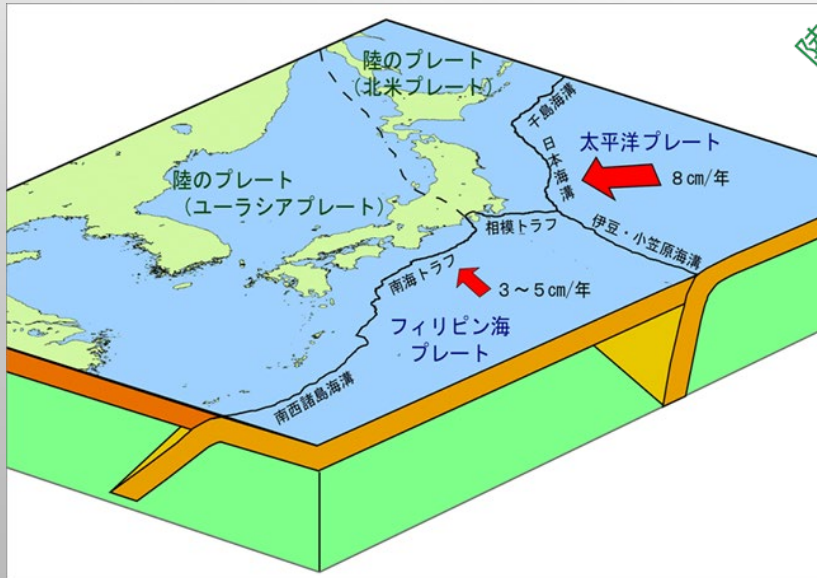 陸のプレート
（北米プレート）
千島海溝
太平洋プレート
日本海溝
8㎝/年
陸のプレート
（ユーラシアプレート）
相模トラフ
伊豆・小笠原海溝
南海トラフ
3～5㎝/年
フィリピン海
プレート
南西諸島海溝
陸